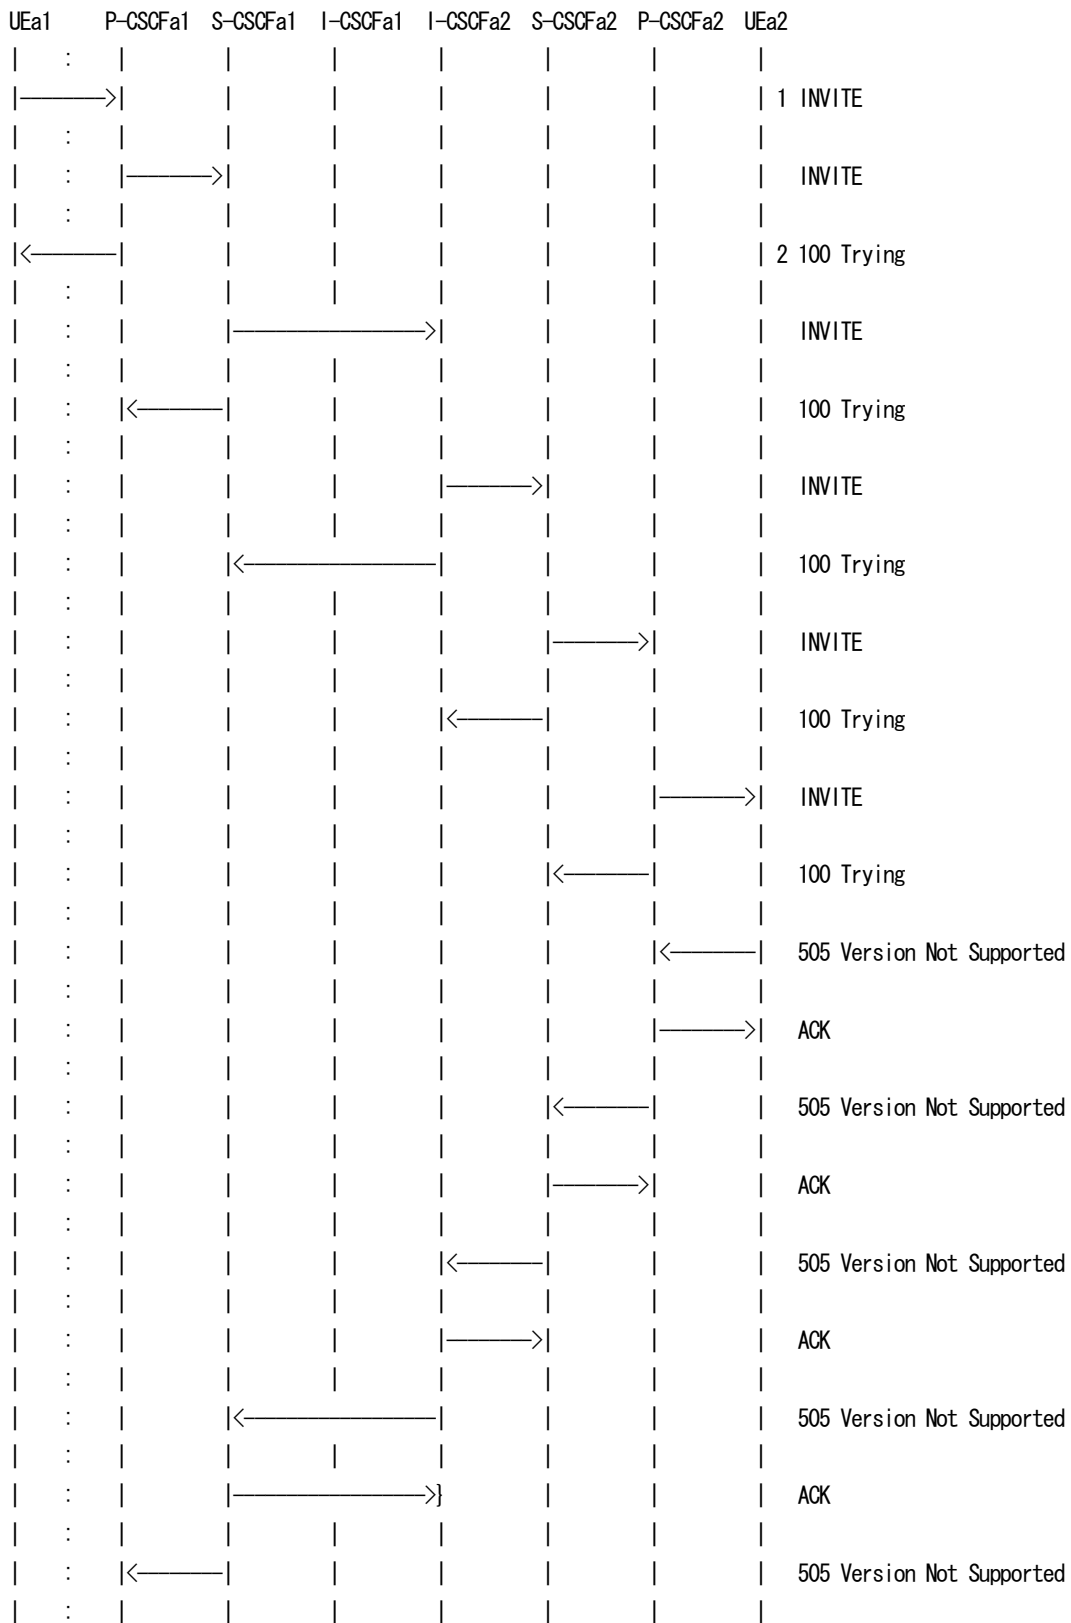 UEa1 P-CSCFa1 S-CSCFa1 I-CSCFa1 I-CSCFa2 S-CSCFa2 P-CSCFa2 UEa2
| : | | | | | | |
|-------->| | | | | | | 1 INVITE
| : | | | | | | |
| : |-------->| | | | | | INVITE
| : | | | | | | |
|<--------| | | | | | | 2 100 Trying
| : | | | | | | |
| : | |------------------>| | | | INVITE
| : | | | | | | |
| : |<--------| | | | | | 100 Trying
| : | | | | | | |
| : | | | |-------->| | | INVITE
| : | | | | | | |
| : | |<------------------| | | | 100 Trying
| : | | | | | | |
| : | | | | |-------->| | INVITE
| : | | | | | | |
| : | | | |<--------| | | 100 Trying
| : | | | | | | |
| : | | | | | |-------->| INVITE
| : | | | | | | |
| : | | | | |<--------| | 100 Trying
| : | | | | | | |
| : | | | | | |<--------| 505 Version Not Supported
| : | | | | | | |
| : | | | | | |-------->| ACK
| : | | | | | | |
| : | | | | |<--------| | 505 Version Not Supported
| : | | | | | | |
| : | | | | |-------->| | ACK
| : | | | | | | |
| : | | | |<--------| | | 505 Version Not Supported
| : | | | | | | |
| : | | | |-------->| | | ACK
| : | | | | | | |
| : | |<------------------| | | | 505 Version Not Supported
| : | | | | | | |
| : | |------------------>} | | | ACK
| : | | | | | | |
| : |<--------| | | | | | 505 Version Not Supported
| : | | | | | | |